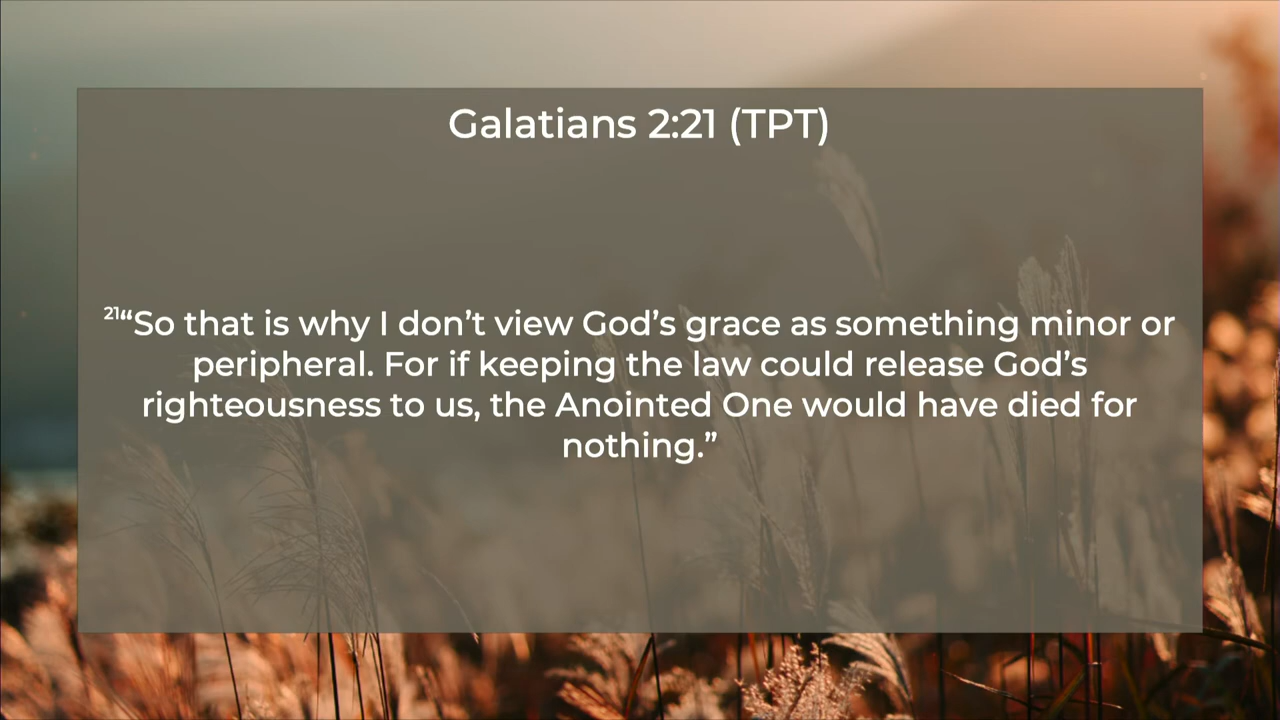 Galatians 2:21 (TPT)
²¹“So that is why I don’t view God’s grace as something minor or
peripheral. For if keeping the law could release God’s
righteousness to us, the Anointed One would have died for
nothing.”